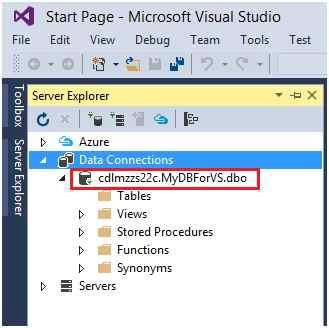 Start Page - Microsoft Visual Studio
File Edit View Debug Team Tools Test
Server Explorer
Toolbox
Server Explorer
Azure
Data Connections
cdlmzzs22c.MyDBForVS.dbo
Tables
Views
Stored Procedures
Functions
Synonyms
Servers